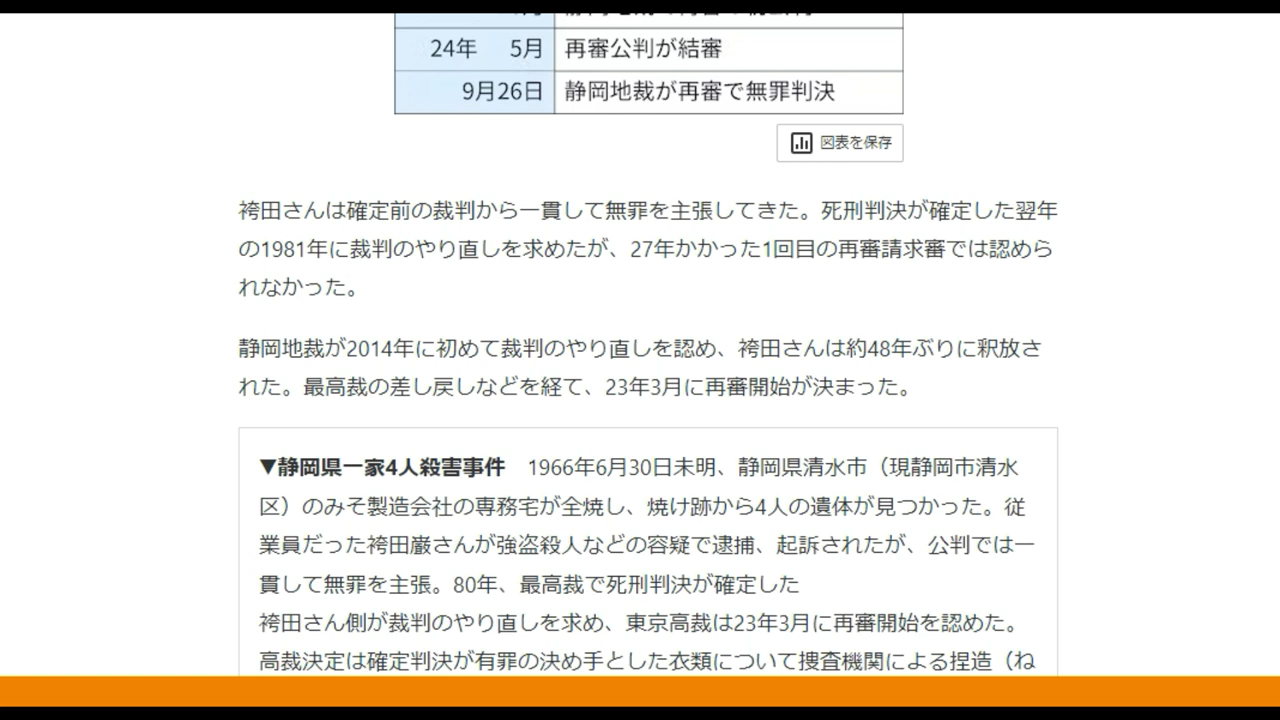 24年 5月 再審公判が結審
9月26日 静岡地裁が再審で無罪判決
図表を保存
袴田さんは確定前の裁判から一貫して無罪を主張してきた。死刑判決が確定した翌年
の1981年に裁判のやり直しを求めたが、27年かかった1回目の再審請求審では認めら
れなかった。
静岡地裁が2014年に初めて裁判のやり直しを認め、袴田さんは約48年ぶりに釈放さ
れた。最高裁の差し戻しなどを経て、23年3月に再審開始が決まった。
▼静岡県一家4人殺害事件 1966年6月30日未明、静岡県清水市（現静岡市清水
区）のみそ製造会社の専務宅が全焼し、焼け跡から4人の遺体が見つかった。従
業員だった袴田巌さんが強盗殺人などの容疑で逮捕、起訴されたが、公判では一
貫して無罪を主張。80年、最高裁で死刑判決が確定した
袴田さん側が裁判のやり直しを求め、東京高裁は23年3月に再審開始を認めた。
高裁決定は確定判決が有罪の決め手とした衣類について捜査機関による捏造（ね